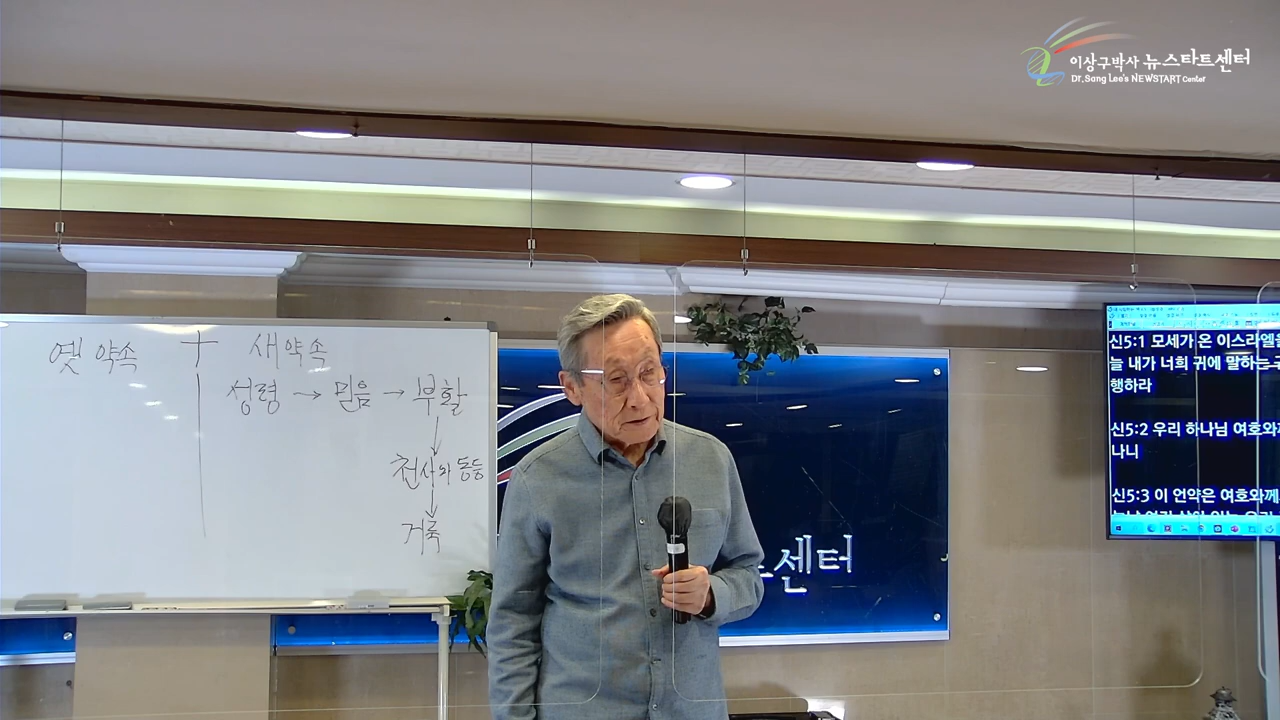 이상구박사 뉴스타트센터
Dr. Sang Lee's NEWSTART Center
옛 약속
새 약속
성령 → 믿음 → 부활
천사와 동등
거룩
트센터
신5:1 모세가 온 이스라엘을
늘 내가 너희 귀에 말하는
행하라
신5:2 우리 하나님 여호와
나니
신5:3 이 언약은 여호와께